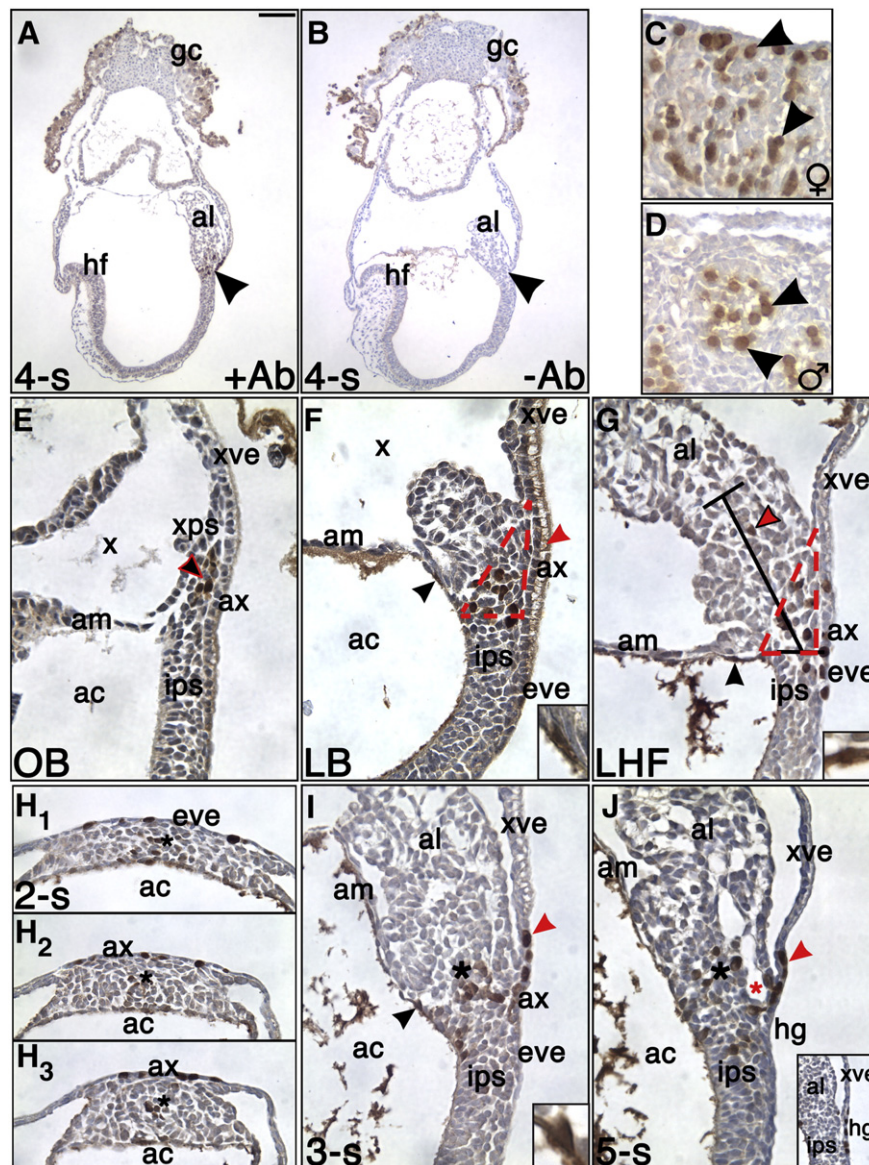 A
gc
al
hf
4-s
+Ab
B
gc
al
hf
4-s
-Ab
C
♀
D
♂
E
xve
xps
x
ax
am
ips
ac
OB
F
xve
x
am
ax
ac
ips
eve
LB
G
al
xve
ax
am
eve
ips
LHF
H1
eve
*
2-s
ac
H2
ax
*
ac
H3
ax
*
ac
I
al
xve
am
*
ax
ac
eve
ips
3-s
J
al
xve
am
*
*
hg
ac
ips
5-s
al
xve
hg
ips